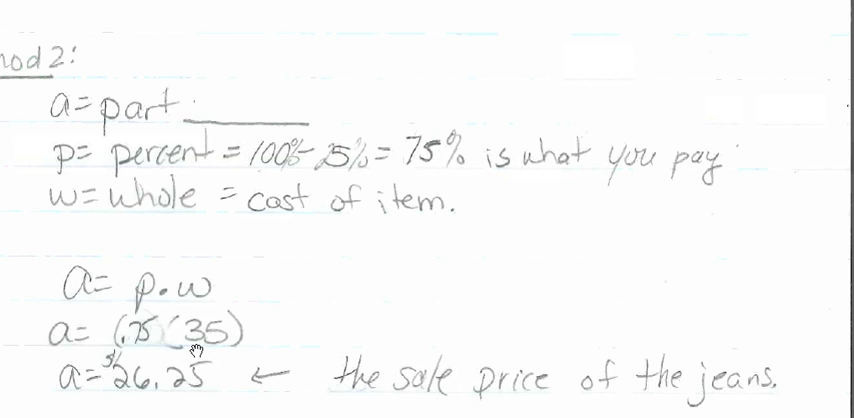 nod 2:
a = part
p = percent = 100% - 25% = 75% is what you pay
w = whole = cost of item.
a = p.w
a = (.75(35)
a = $26.25 ← the sale price of the jeans.